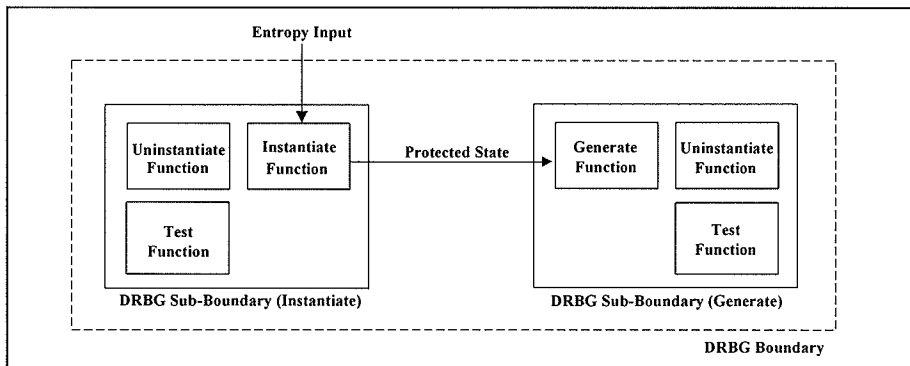 Entropy Input
Uninstantiate
Function
Instantiate
Function
Test
Function
DRBG Sub-Boundary (Instantiate)
Protected State
Generate
Function
Uninstantiate
Function
Test
Function
DRBG Sub-Boundary (Generate)
DRBG Boundary